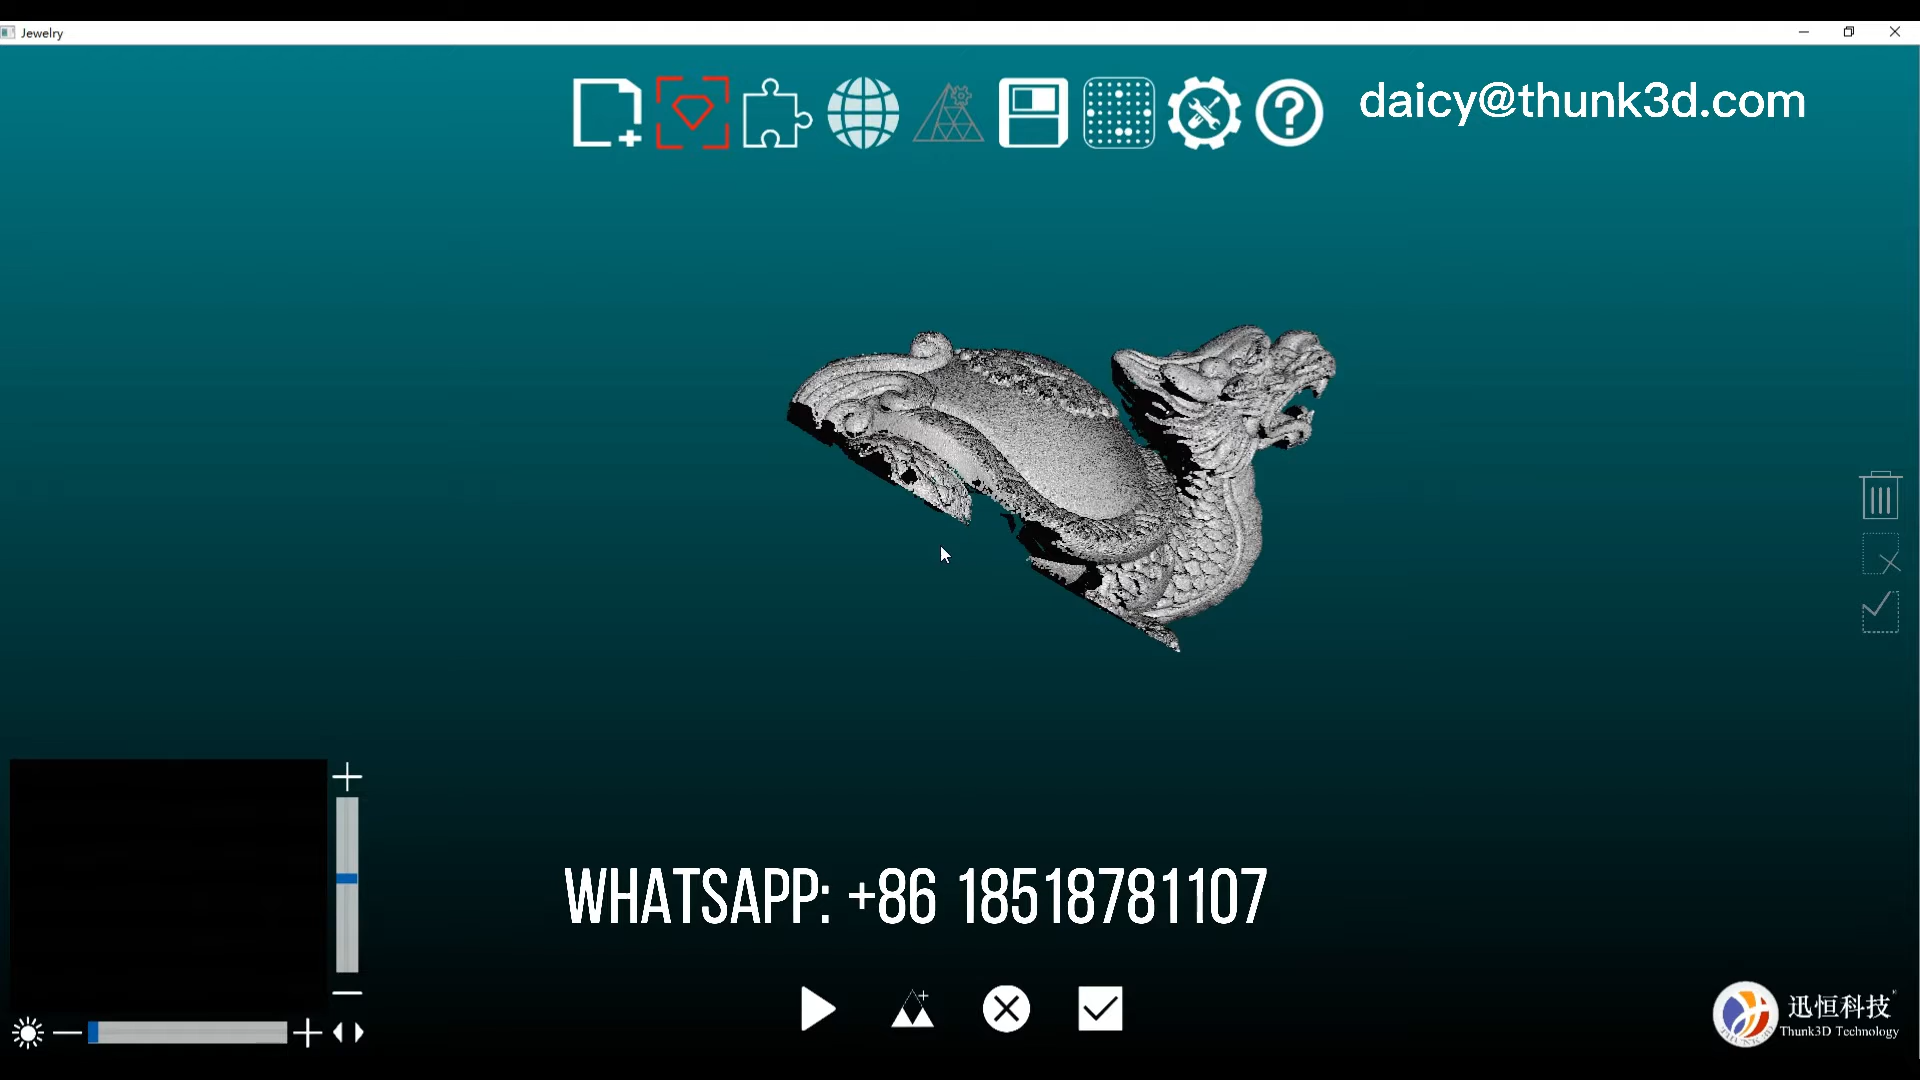 Jewelry
daicy@thunk3d.com
WHATSAPP: +86 18518781107
迅恒科技
Thunk3D Technology